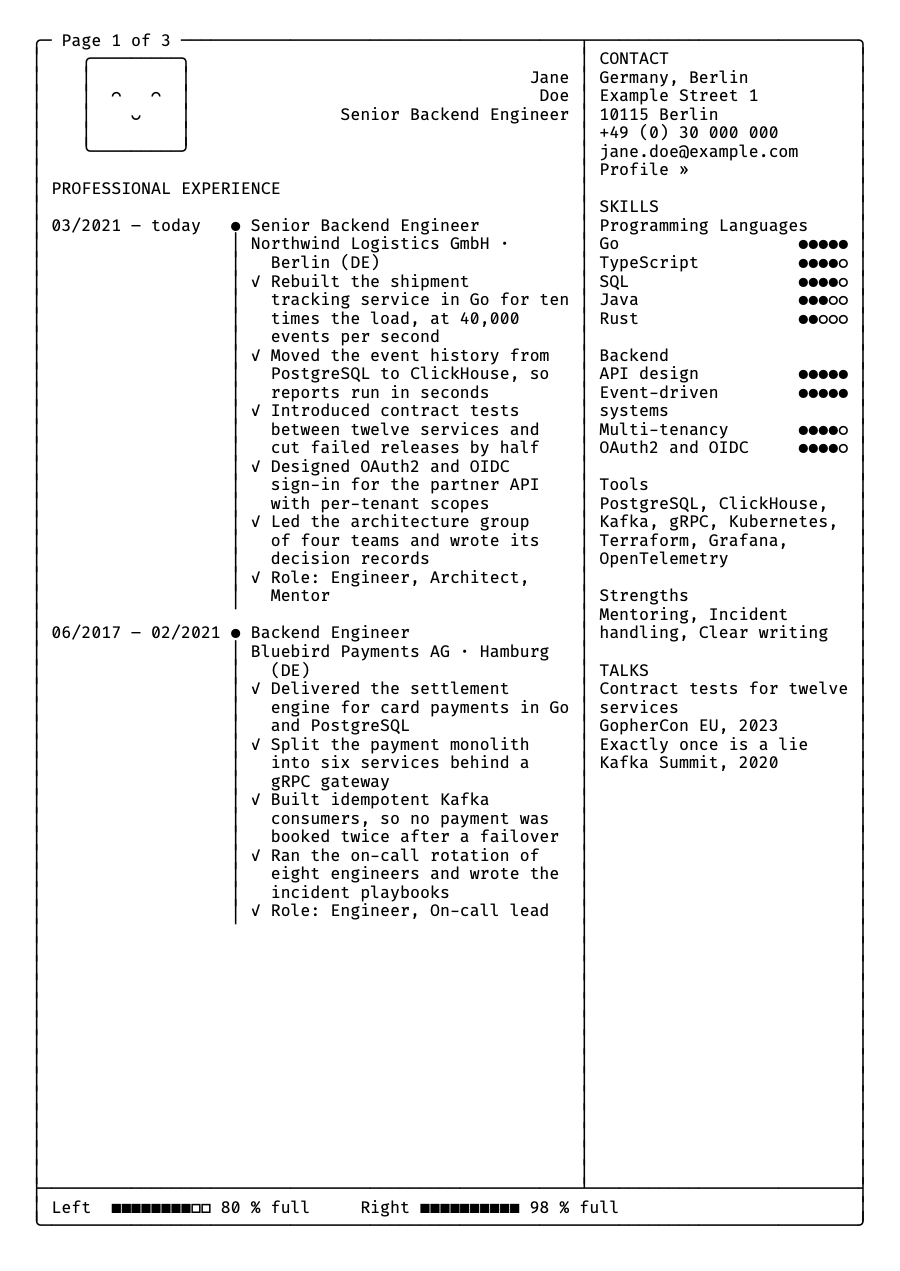 Page 1 of 3
Jane
Doe
Senior Backend Engineer
PROFESSIONAL EXPERIENCE
03/2021 – today ● Senior Backend Engineer
Northwind Logistics GmbH ·
Berlin (DE)
√ Rebuilt the shipment
tracking service in Go for ten
times the load, at 40,000
events per second
√ Moved the event history from
PostgreSQL to ClickHouse, so
reports run in seconds
√ Introduced contract tests
between twelve services and
cut failed releases by half
√ Designed OAuth2 and OIDC
sign-in for the partner API
with per-tenant scopes
√ Led the architecture group
of four teams and wrote its
decision records
√ Role: Engineer, Architect,
Mentor
06/2017 – 02/2021 ● Backend Engineer
Bluebird Payments AG · Hamburg
(DE)
√ Delivered the settlement
engine for card payments in Go
and PostgreSQL
√ Split the payment monolith
into six services behind a
gRPC gateway
√ Built idempotent Kafka
consumers, so no payment was
booked twice after a failover
√ Ran the on-call rotation of
eight engineers and wrote the
incident playbooks
√ Role: Engineer, On-call lead
CONTACT
Germany, Berlin
Example Street 1
10115 Berlin
+49 (0) 30 000 000
jane.doe@example.com
Profile »
SKILLS
Programming Languages
Go ●●●●●
TypeScript ●●●●○
SQL ●●●●○
Java ●●●○○
Rust ●●○○○
Backend
API design ●●●●●
Event-driven ●●●●●
systems
Multi-tenancy ●●●●○
OAuth2 and OIDC ●●●●○
Tools
PostgreSQL, ClickHouse,
Kafka, gRPC, Kubernetes,
Terraform, Grafana,
OpenTelemetry
Strengths
Mentoring, Incident
handling, Clear writing
TALKS
Contract tests for twelve
services
GopherCon EU, 2023
Exactly once is a lie
Kafka Summit, 2020
Left ■■■■■■■■□□ 80 % full Right ■■■■■■■■■■ 98 % full